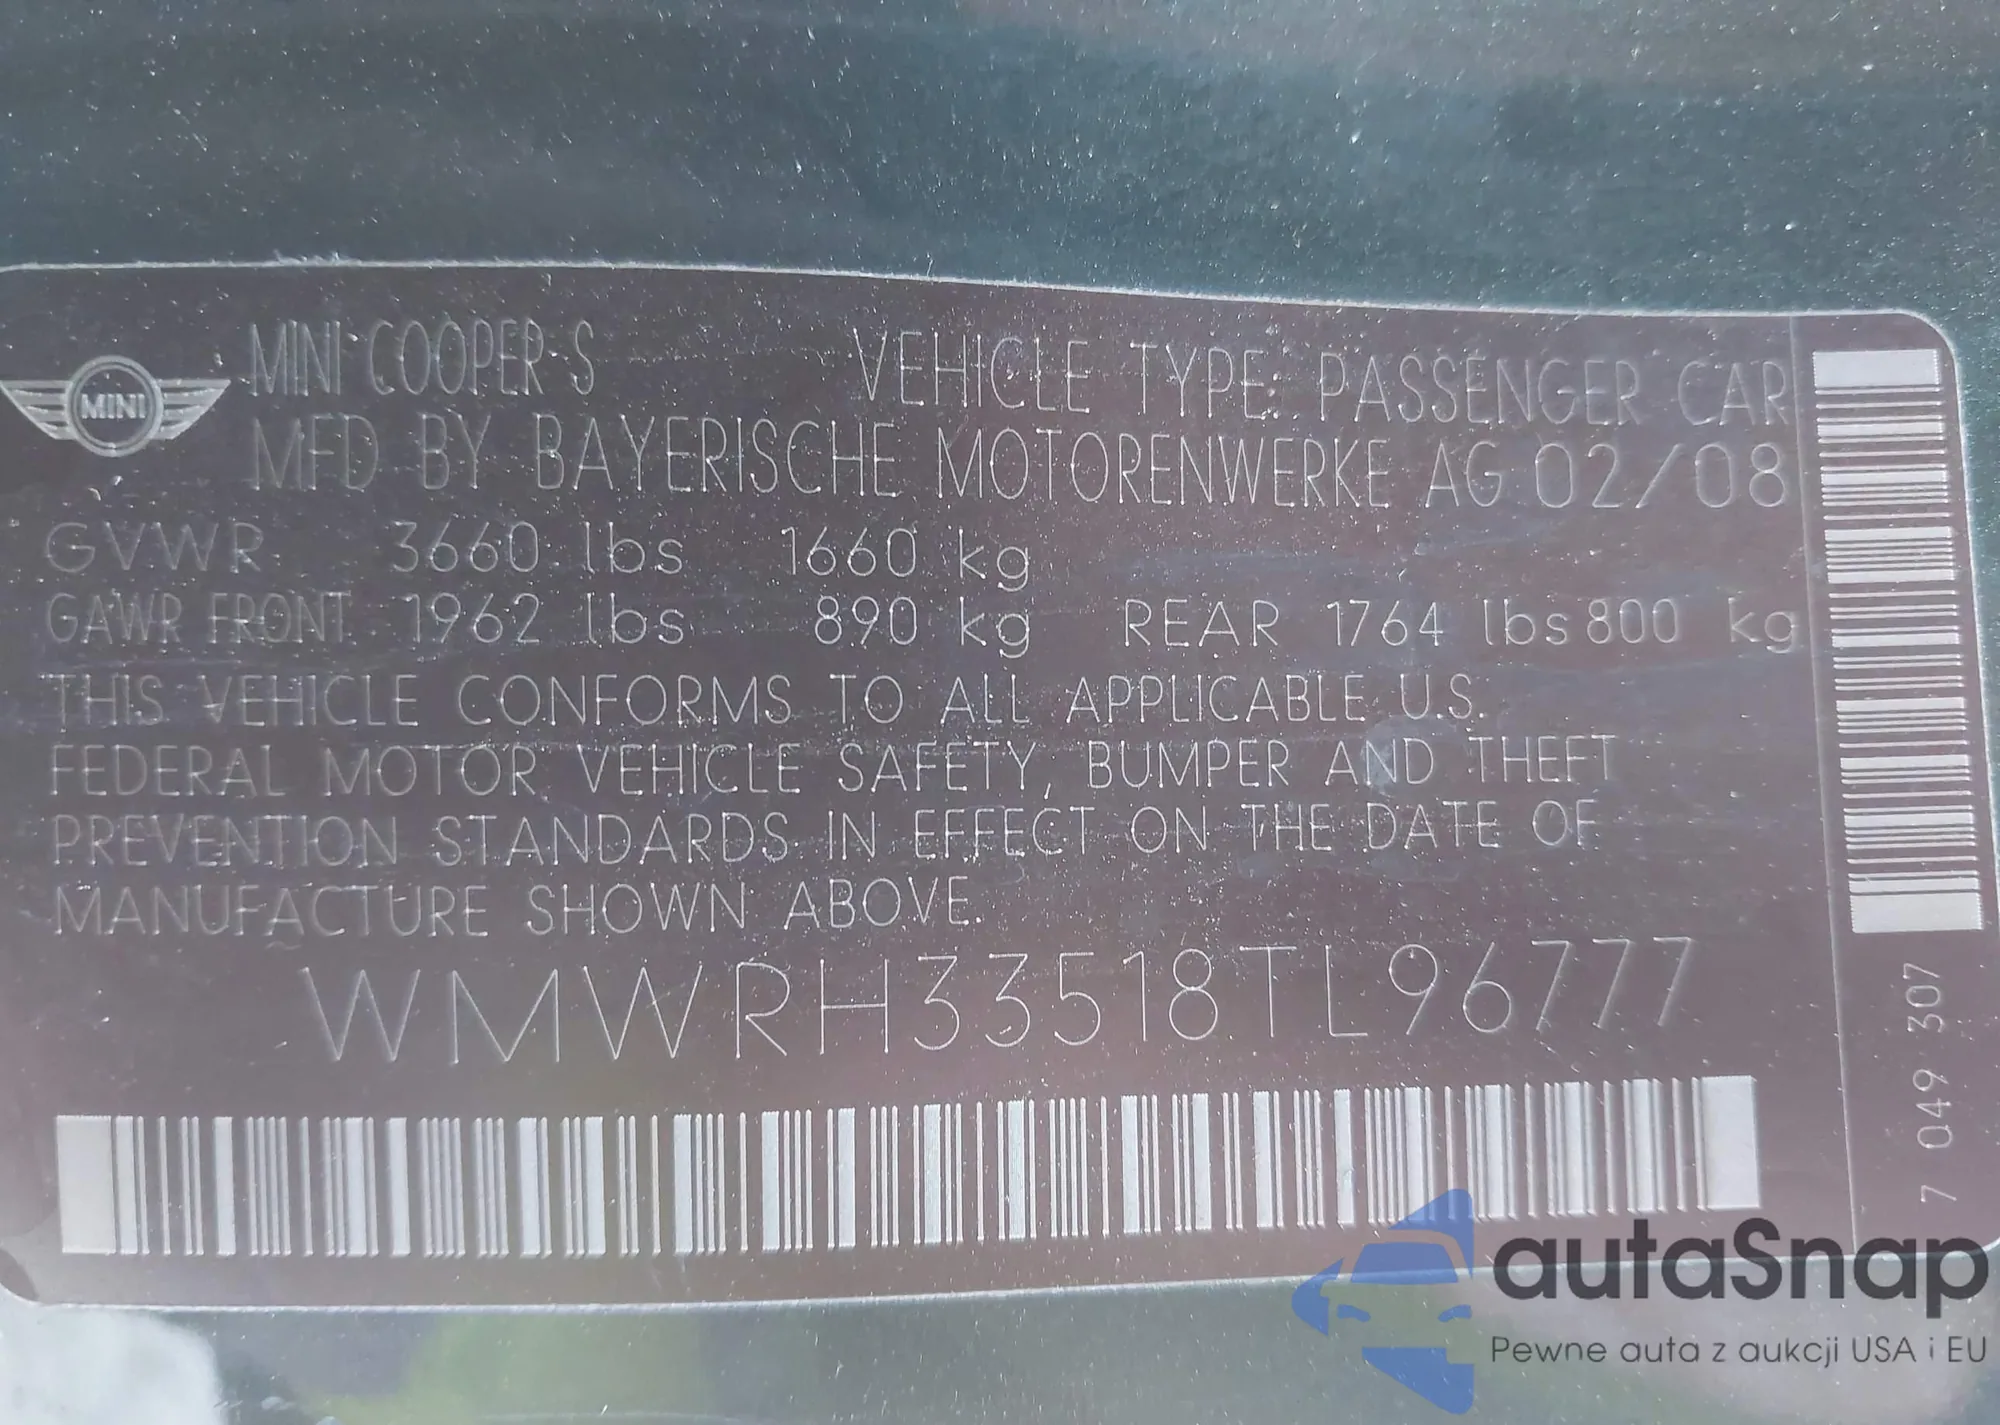 MINI
MINI COOPER S VEHICLE TYPE: PASSENGER CAR
MFD BY BAYERISCHE MOTORENWERKE AG 02/08
GVWR 3660 lbs 1660 kg
GAWR FRONT 1962 lbs 890 kg REAR 1764 lbs 800 kg
THIS VEHICLE CONFORMS TO ALL APPLICABLE U.S.
FEDERAL MOTOR VEHICLE SAFETY, BUMPER AND THEFT
PREVENTION STANDARDS IN EFFECT ON THE DATE OF
MANUFACTURE SHOWN ABOVE.
WMWRH33518TL96777
7 049 307
autaSnap
Pewne auta z aukcji USA i EU